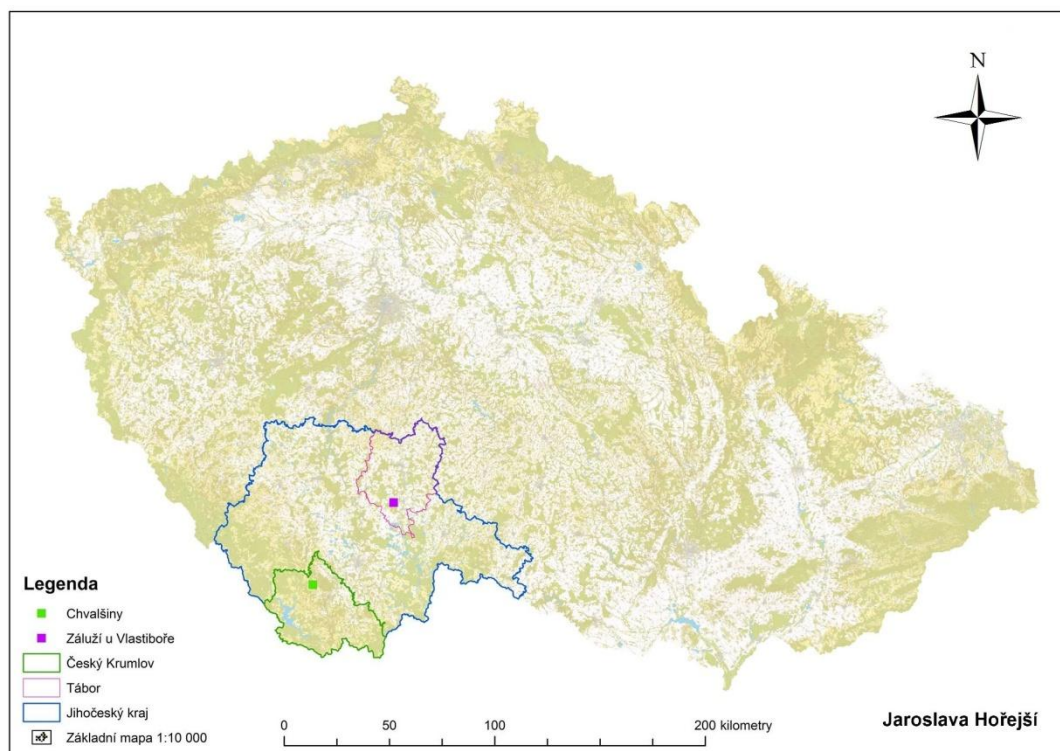 N
Legenda
Chvalšiny
Záluží u Vlastiboře
Český Krumlov
Tábor
Jihočeský kraj
Základní mapa 1:10 000
0 50 100 200 kilometry
Jaroslava Hořejší